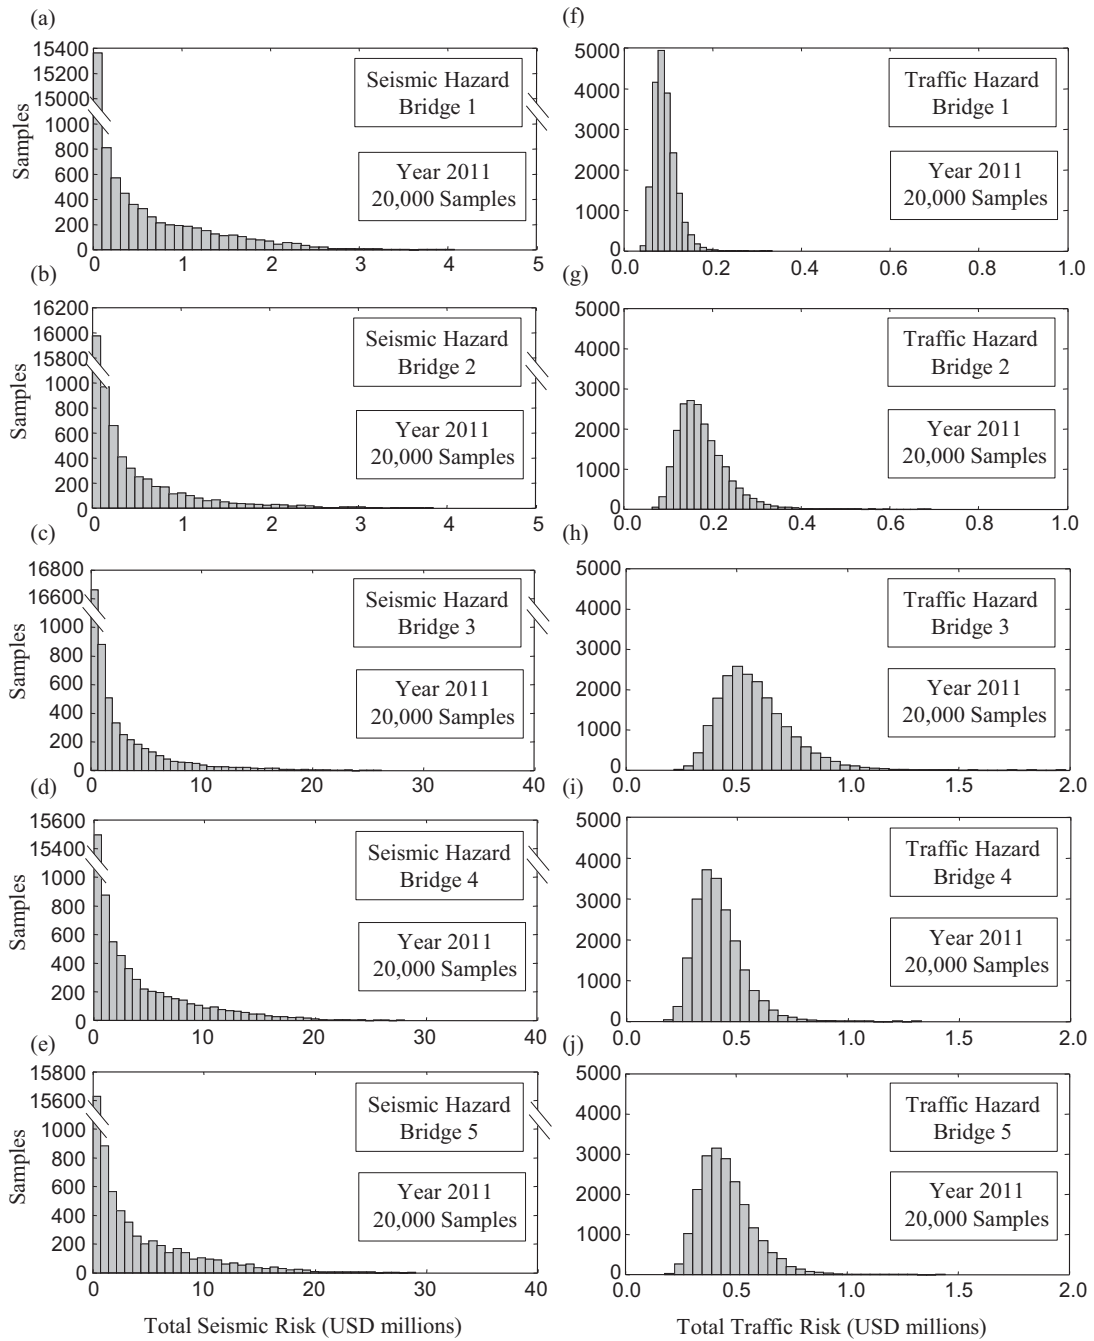 (a)
15400
15200
15000
1000
800
600
400
200
0
Samples
0 1 2 3 4 5
Seismic Hazard
Bridge 1
Year 2011
20,000 Samples
(f)
5000
4000
3000
2000
1000
0
0.0 0.2 0.4 0.6 0.8 1.0
Traffic Hazard
Bridge 1
Year 2011
20,000 Samples
(b)
16200
16000
15800
1000
800
600
400
200
0
Samples
0 1 2 3 4 5
Seismic Hazard
Bridge 2
Year 2011
20,000 Samples
(g)
5000
4000
3000
2000
1000
0
0.0 0.2 0.4 0.6 0.8 1.0
Traffic Hazard
Bridge 2
Year 2011
20,000 Samples
(c)
16800
16600
1000
800
600
400
200
0
Samples
0 10 20 30 40
Seismic Hazard
Bridge 3
Year 2011
20,000 Samples
(h)
5000
4000
3000
2000
1000
0
0.0 0.5 1.0 1.5 2.0
Traffic Hazard
Bridge 3
Year 2011
20,000 Samples
(d)
15600
15400
1000
800
600
400
200
0
Samples
0 10 20 30 40
Seismic Hazard
Bridge 4
Year 2011
20,000 Samples
(i)
5000
4000
3000
2000
1000
0
0.0 0.5 1.0 1.5 2.0
Traffic Hazard
Bridge 4
Year 2011
20,000 Samples
(e)
15800
15600
1000
800
600
400
200
0
Samples
0 10 20 30 40
Seismic Hazard
Bridge 5
Year 2011
20,000 Samples
Total Seismic Risk (USD millions)
(j)
5000
4000
3000
2000
1000
0
0.0 0.5 1.0 1.5 2.0
Traffic Hazard
Bridge 5
Year 2011
20,000 Samples
Total Traffic Risk (USD millions)